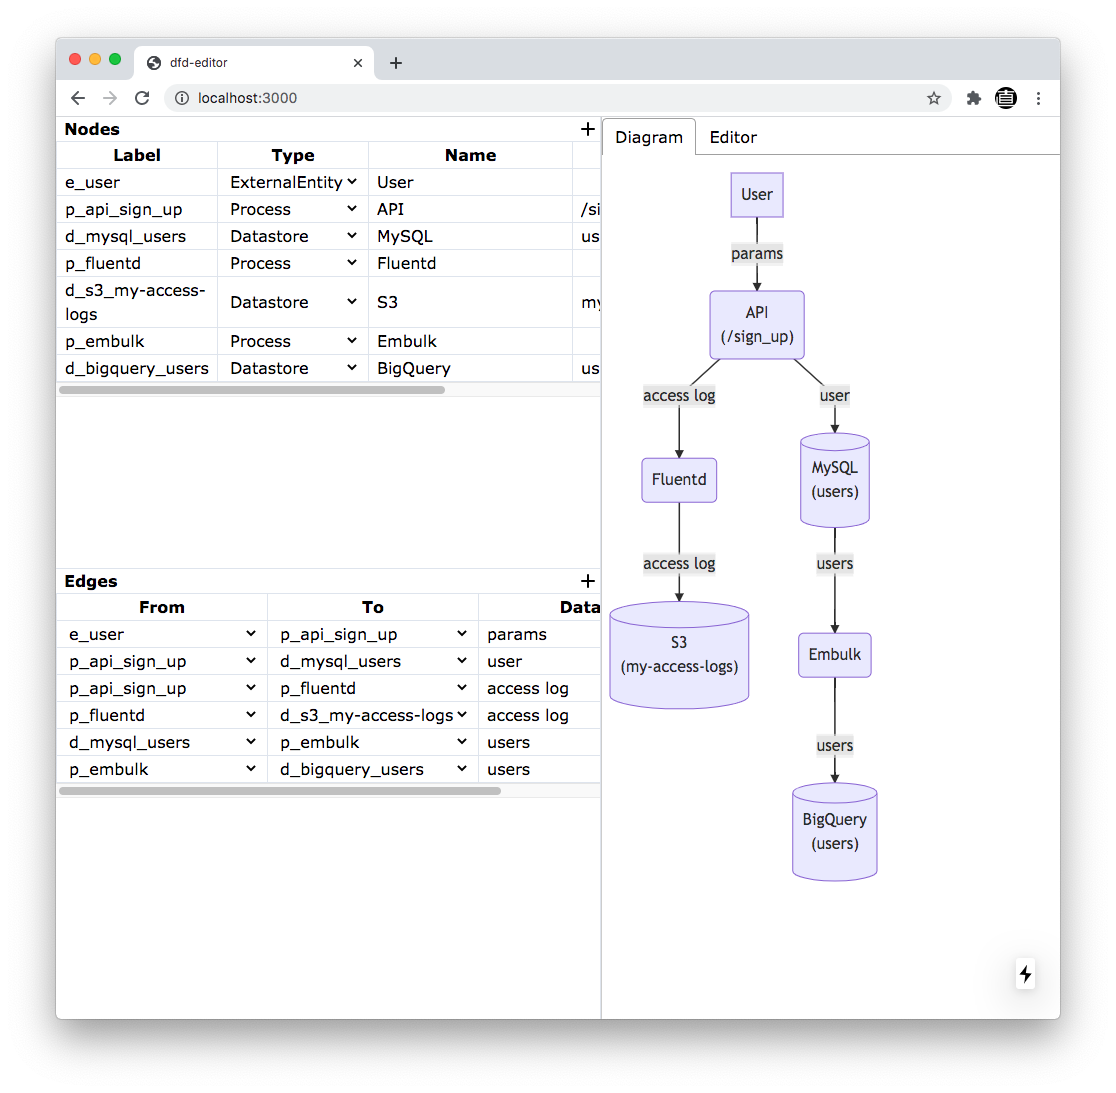 dfd-editor
localhost:3000
Nodes
Label Type Name
e_user ExternalEntity User
p_api_sign_up Process API /si
d_mysql_users Datastore MySQL us
p_fluentd Process Fluentd
d_s3_my-access-
logs Datastore S3 my
p_embulk Process Embulk
d_bigquery_users Datastore BigQuery us
Edges
From To Data
e_user p_api_sign_up params
p_api_sign_up d_mysql_users user
p_api_sign_up p_fluentd access log
p_fluentd d_s3_my-access-logs access log
d_mysql_users p_embulk users
p_embulk d_bigquery_users users
Diagram Editor
User
params
API
(/sign_up)
access log user
Fluentd
MySQL
(users)
access log users
S3
(my-access-logs)
Embulk
users
BigQuery
(users)